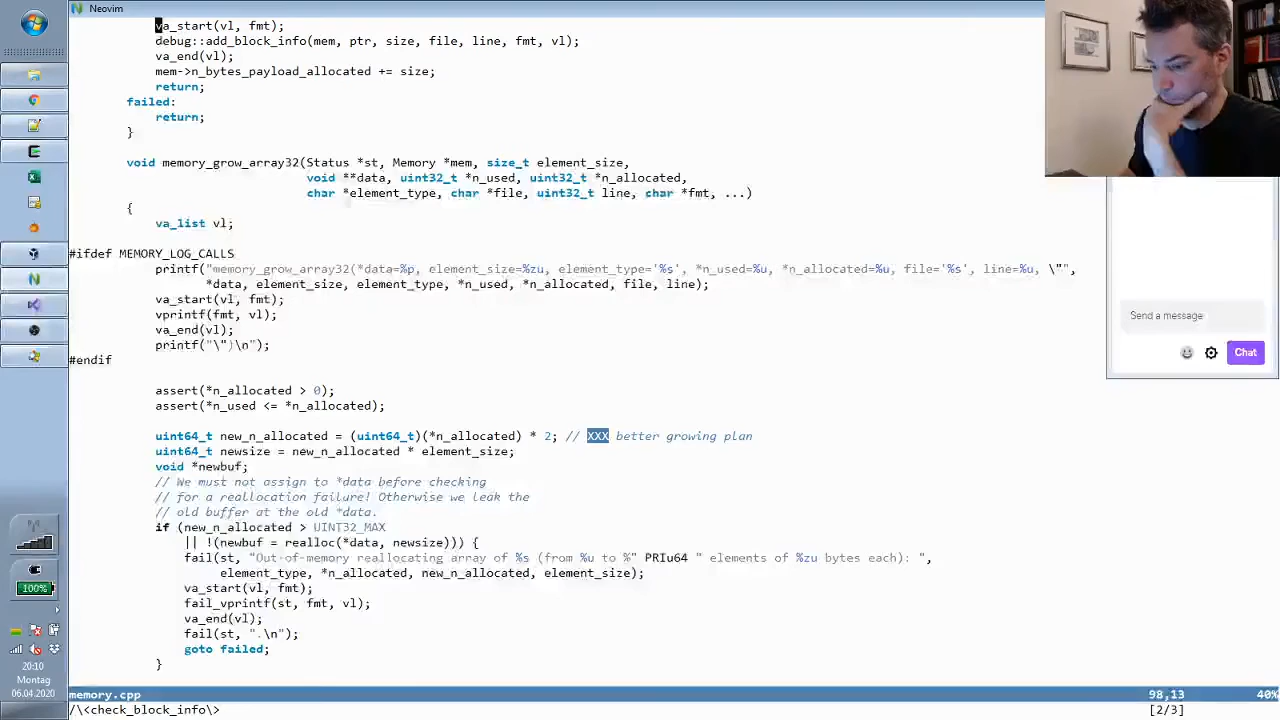 Neovim
va_start(vl, fmt);
debug::add_block_info(mem, ptr, size, file, line, fmt, vl);
va_end(vl);
mem->n_bytes_payload_allocated += size;
return;
failed:
return;
}
void memory_grow_array32(Status *st, Memory *mem, size_t element_size,
void **data, uint32_t *n_used, uint32_t *n_allocated,
char *element_type, char *file, uint32_t line, char *fmt, ...)
{
va_list vl;
#ifdef MEMORY_LOG_CALLS
printf("memory_grow_array32(*data=%p, element_size=%zu, element_type='%s', *n_used=%u, *n_allocated=%u, file='%s', line=%u, \"",
*data, element_size, element_type, *n_used, *n_allocated, file, line);
va_start(vl, fmt);
vprintf(fmt, vl);
va_end(vl);
printf("\")\n");
#endif
assert(*n_allocated > 0);
assert(*n_used <= *n_allocated);
uint64_t new_n_allocated = (uint64_t)(*n_allocated) * 2; // XXX better growing plan
uint64_t newsize = new_n_allocated * element_size;
void *newbuf;
// We must not assign to *data before checking
// for a reallocation failure! Otherwise we leak the
// old buffer at the old *data.
if (new_n_allocated > UINT32_MAX
|| !(newbuf = realloc(*data, newsize))) {
fail(st, "Out-of-memory reallocating array of %s (from %u to %" PRIu64 " elements of %zu bytes each): ",
element_type, *n_allocated, new_n_allocated, element_size);
va_start(vl, fmt);
fail_vprintf(st, fmt, vl);
va_end(vl);
fail(st, ".\n");
goto failed;
}
memory.cpp 98,13 40%
/\<check_block_info\> [2/3]
Send a message
Chat
100%
20:10
Montag
06.04.2020